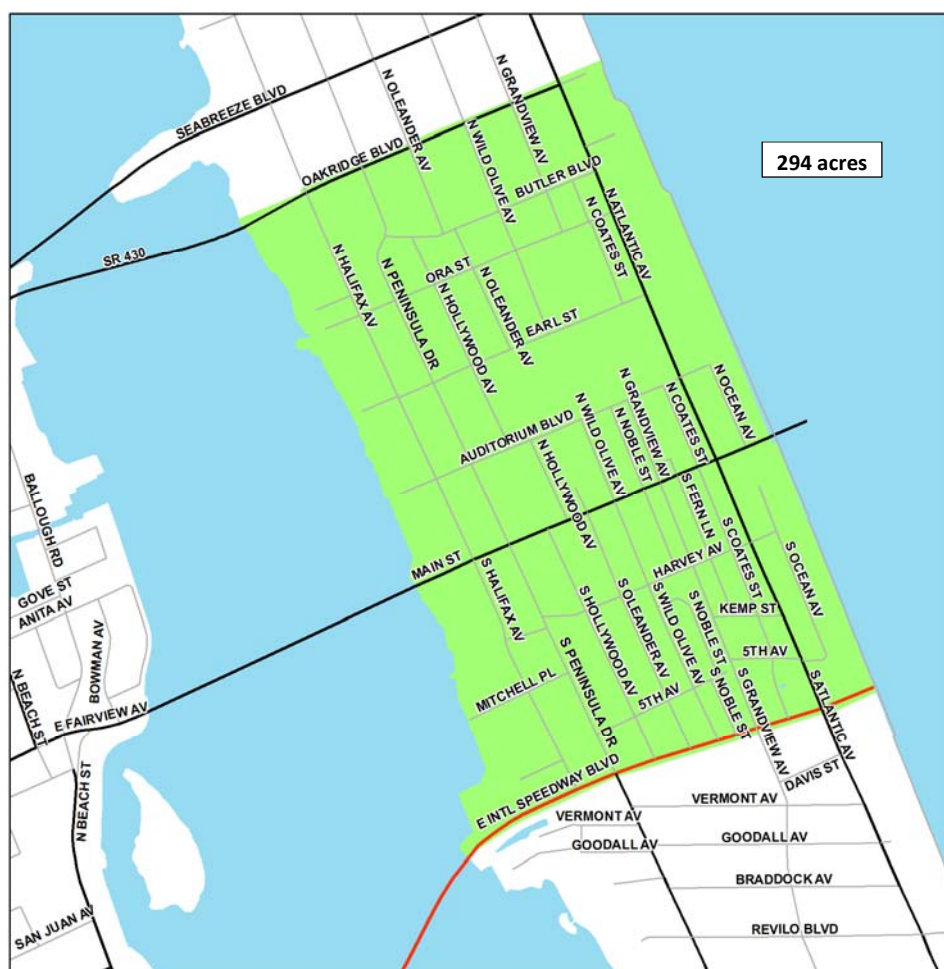 SEABREEZE BLVD
N OLEANDER AV
N GRANDVIEW AV
294 acres
OAKRIDGE BLVD
N WILD OLIVE AV
BUTLER BLVD
SR 430
N COATES ST
N ATLANTIC AV
N HALIFAX AV
N PENINSULA DR
ORA ST
N HOLLYWOOD AV
N OLEANDER AV
EARL ST
AUDITORIUM BLVD
N WILD OLIVE AV
N NOBLE ST
N GRANDVIEW AV
N COATES ST
N OCEAN AV
N HOLLYWOOD AV
BALLOUGH RD
GOVE ST
ANITA AV
BOWMAN AV
N BEACH ST
E FAIRVIEW AV
N BEACH ST
SAN JUAN AV
MAIN ST
S FERN LN
S COATES ST
S OCEAN AV
HARVEY AV
S HALIFAX AV
S HOLLYWOOD AV
S OLEANDER AV
S WILD OLIVE AV
S NOBLE ST
KEMP ST
5TH AV
MITCHELL PL
S PENINSULA DR
5TH AV
S NOBLE ST
S GRANDVIEW AV
S ATLANTIC AV
E INTL SPEEDWAY BLVD
DAVIS ST
VERMONT AV
VERMONT AV
GOODALL AV
GOODALL AV
BRADDOCK AV
REVILO BLVD